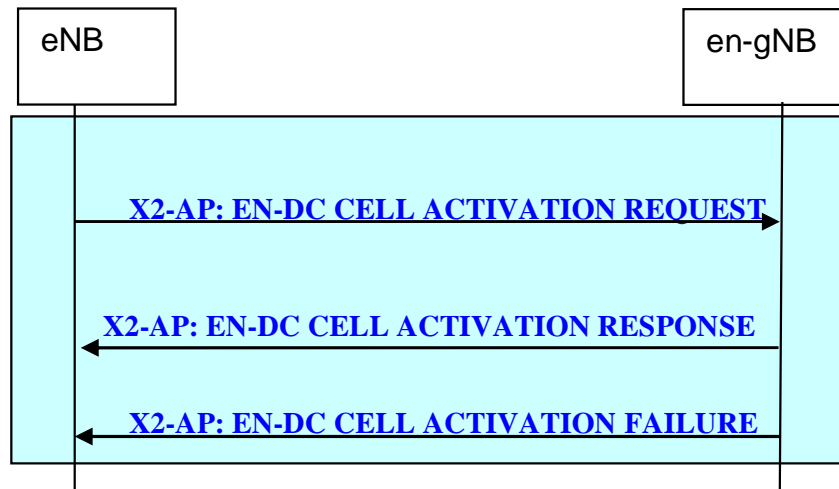 eNB
en-gNB
X2-AP: EN-DC CELL ACTIVATION REQUEST
X2-AP: EN-DC CELL ACTIVATION RESPONSE
X2-AP: EN-DC CELL ACTIVATION FAILURE